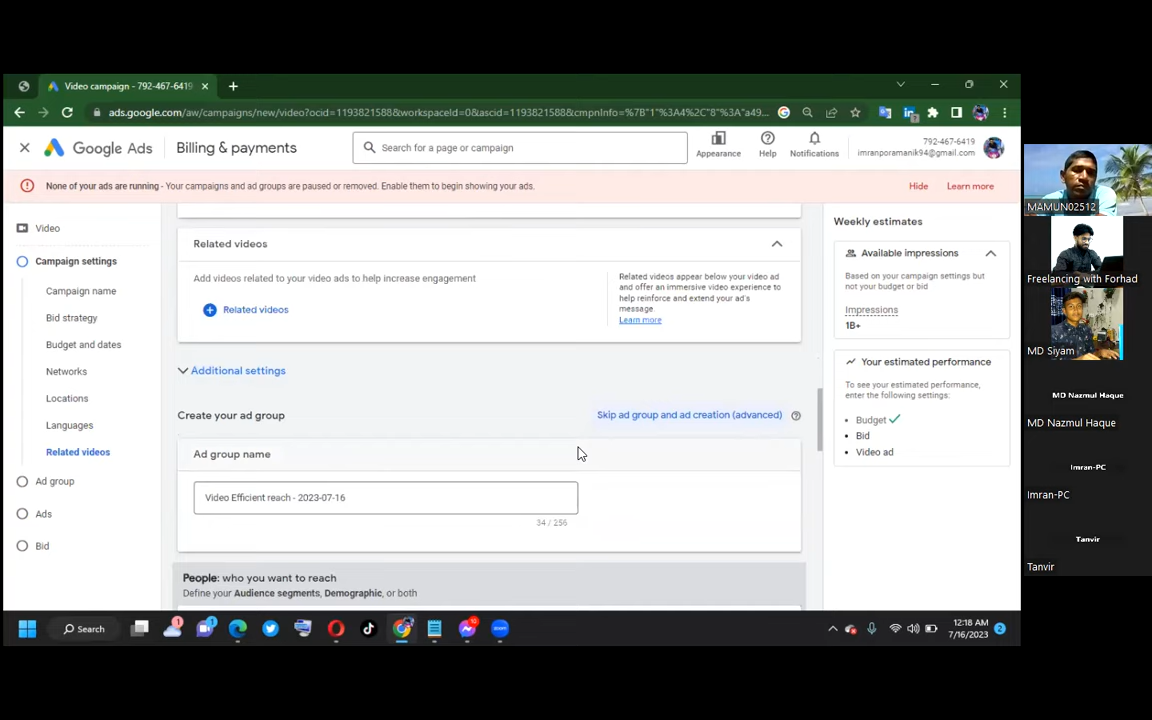 Video campaign - 792-467-6419
ads.google.com/aw/campaigns/new/video?ocid=1193821588&workspaceId=0&ascid=1193821588&cmpnInfo=%7B"1"%3A4%2C"8"%3A"a49...
Google Ads
Billing & payments
Search for a page or campaign
Appearance
Help
Notifications
792-467-6419
imranporamanik94@gmail.com
None of your ads are running - Your campaigns and ad groups are paused or removed. Enable them to begin showing your ads.
Hide
Learn more
Video
Campaign settings
Campaign name
Bid strategy
Budget and dates
Networks
Locations
Languages
Related videos
Ad group
Ads
Bid
Related videos
Add videos related to your video ads to help increase engagement
Related videos
Related videos appear below your video ad
and offer an immersive video experience to
help reinforce and extend your ad's
message.
Learn more
Additional settings
Create your ad group
Skip ad group and ad creation (advanced)
Ad group name
Video Efficient reach - 2023-07-16
34 / 256
People: who you want to reach
Define your Audience segments, Demographic, or both
Weekly estimates
Available impressions
Based on your campaign settings but
not your budget or bid
Impressions
1B+
Your estimated performance
To see your estimated performance,
enter the following settings:
Budget
Bid
Video ad
MAMUN02512
Freelancing with Forhad
MD Siyam
MD Nazmul Haque
MD Nazmul Haque
Imran-PC
Imran-PC
Tanvir
Tanvir
Search
12:18 AM
7/16/2023
2